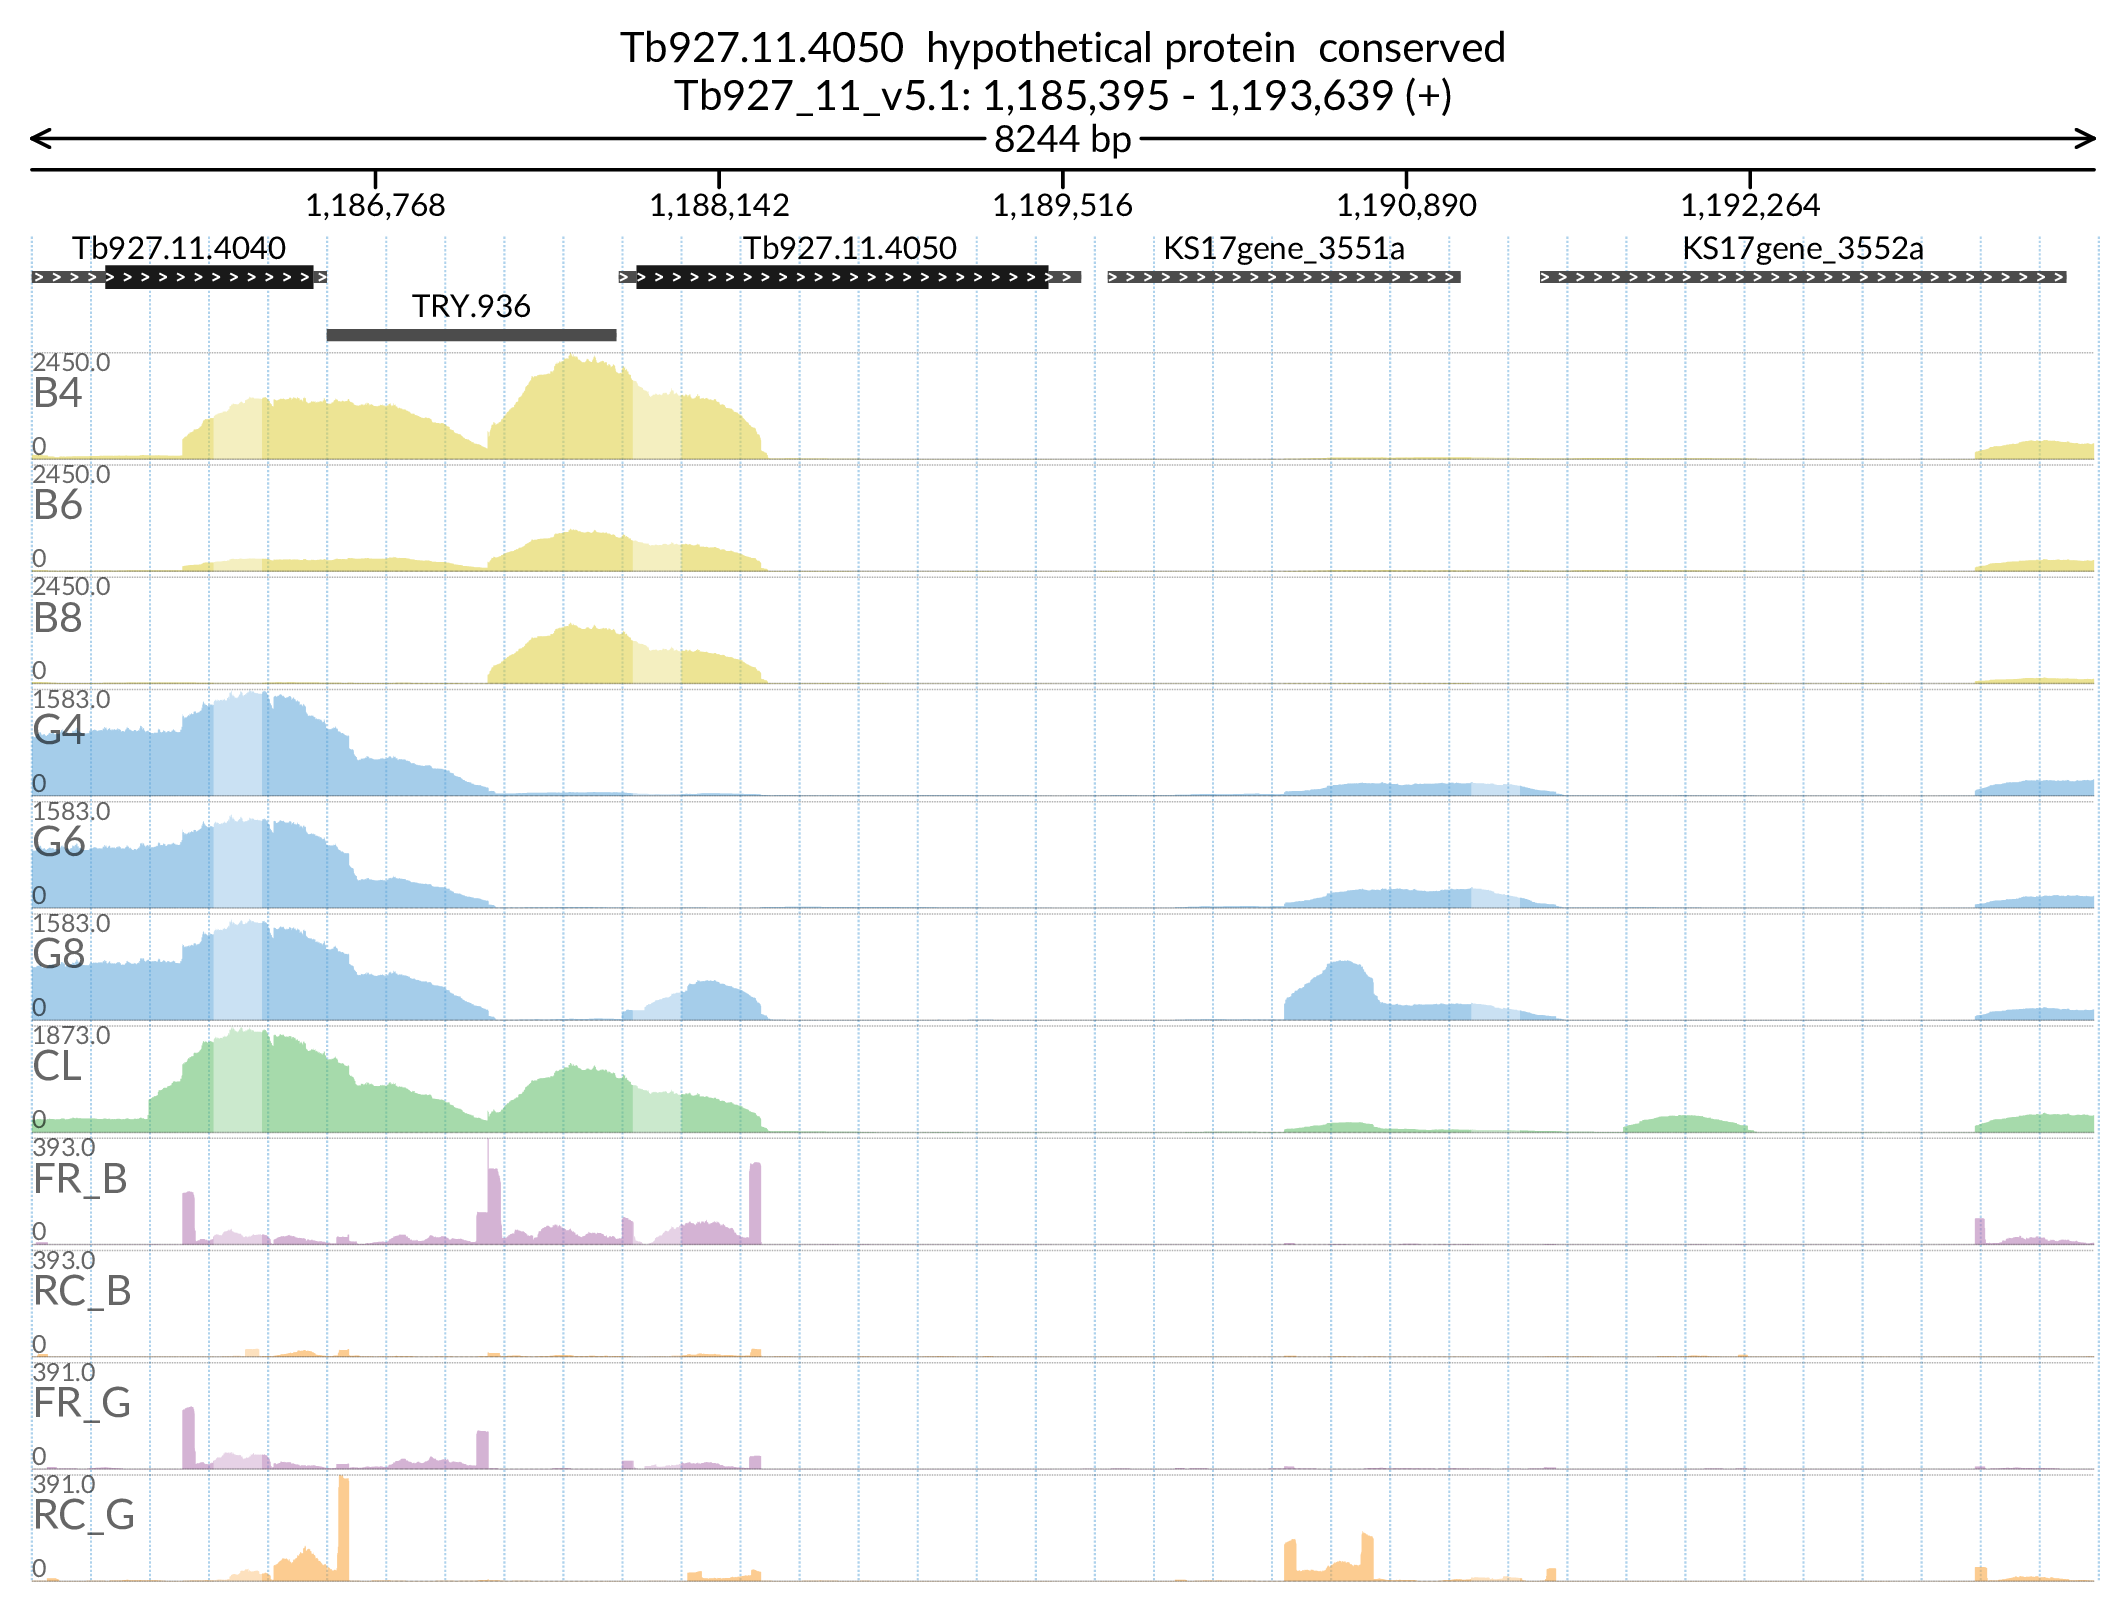 Tb927.11.4050  hypothetical protein  conserved
Tb927_11_v5.1: 1,185,395 - 1,193,639 (+)
8244 bp
1,186,768 1,188,142 1,189,516 1,190,890 1,192,264
Tb927.11.4040 Tb927.11.4050 KS17gene_3551a KS17gene_3552a
TRY.936
2450.0
B4
0
2450.0
B6
0
2450.0
B8
0
1583.0
G4
0
1583.0
G6
0
1583.0
G8
0
1873.0
CL
0
393.0
FR_B
0
393.0
RC_B
0
391.0
FR_G
0
391.0
RC_G
0